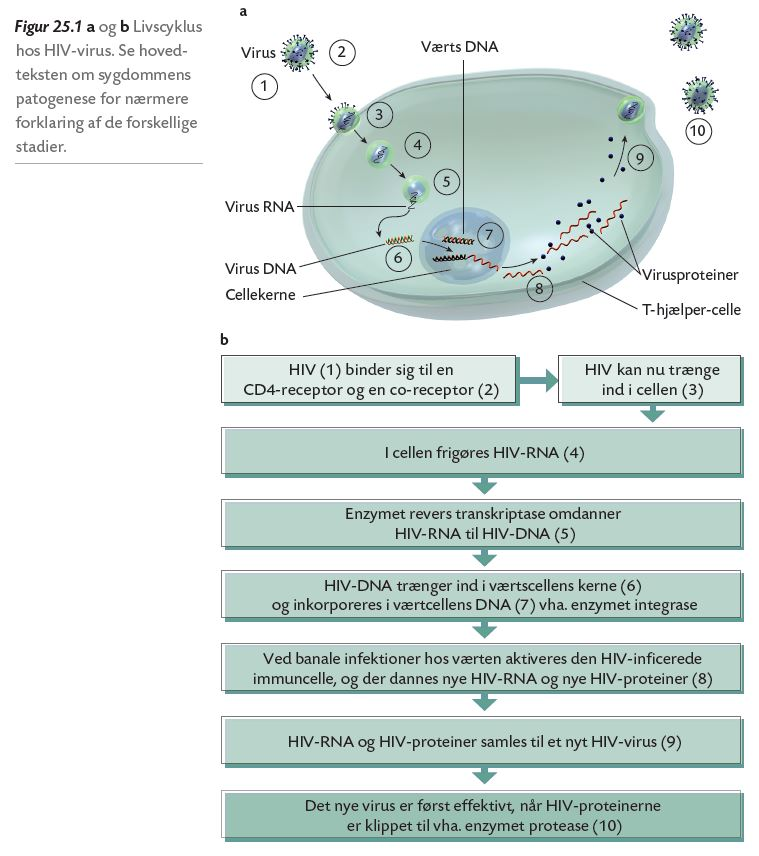 Figur 25.1 a og b Livscyklus
hos HIV-virus. Se hoved-
teksten om sygdommens
patogenese for nærmere
forklaring af de forskellige
stadier.
a
Virus
1
2
3
4
5
Værts DNA
10
9
Virus RNA
7
Virus DNA
6
Cellekerne
8
Virusproteiner
T-hjælper-celle
b
HIV (1) binder sig til en
CD4-receptor og en co-receptor (2)
HIV kan nu trænge
ind i cellen (3)
I cellen frigøres HIV-RNA (4)
Enzymet revers transkriptase omdanner
HIV-RNA til HIV-DNA (5)
HIV-DNA trænger ind i værtscellens kerne (6)
og inkorporeres i værtcellens DNA (7) vha. enzymet integrase
Ved banale infektioner hos værten aktiveres den HIV-inficerede
immuncelle, og der dannes nye HIV-RNA og nye HIV-proteiner (8)
HIV-RNA og HIV-proteiner samles til et nyt HIV-virus (9)
Det nye virus er først effektivt, når HIV-proteinerne
er klippet til vha. enzymet protease (10)